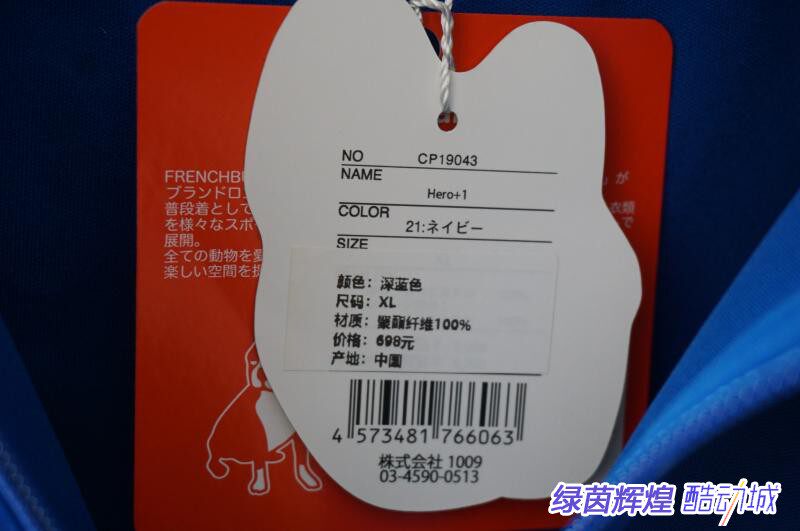 NO CP19043
NAME
Hero+1
COLOR
21:ネイビー
SIZE
颜色：深蓝色
尺码：XL
材质：聚酯纤维100%
价格：698元
产地：中国
4 573481 766063
株式会社 1009
03-4590-0513
ブランドロ
普段着として
を様々なスポ
展開。
全ての動物を愛
楽しい空間を提
が
衣類
で
绿茵辉煌 酷动城